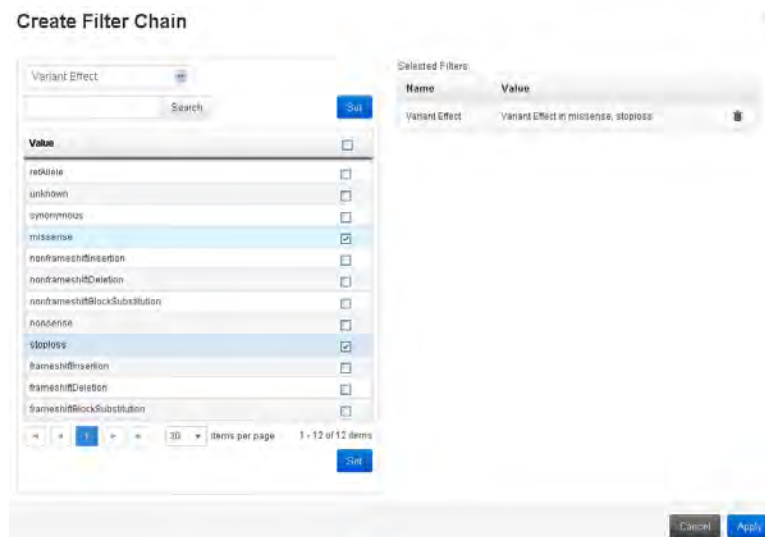 Create Filter Chain
Variant Effect
Search
Set
Value
refAllele
unknown
synonymous
missense
nonframeshiftInsertion
nonframeshiftDeletion
nonframeshiftBlockSubstitution
nonsense
stoploss
frameshiftInsertion
frameshiftDeletion
frameshiftBlockSubstitution
1
20 items per page
1 - 12 of 12 items
Set
Selected Filters
Name Value
Variant Effect Variant Effect in missense, stoploss
Cancel Apply